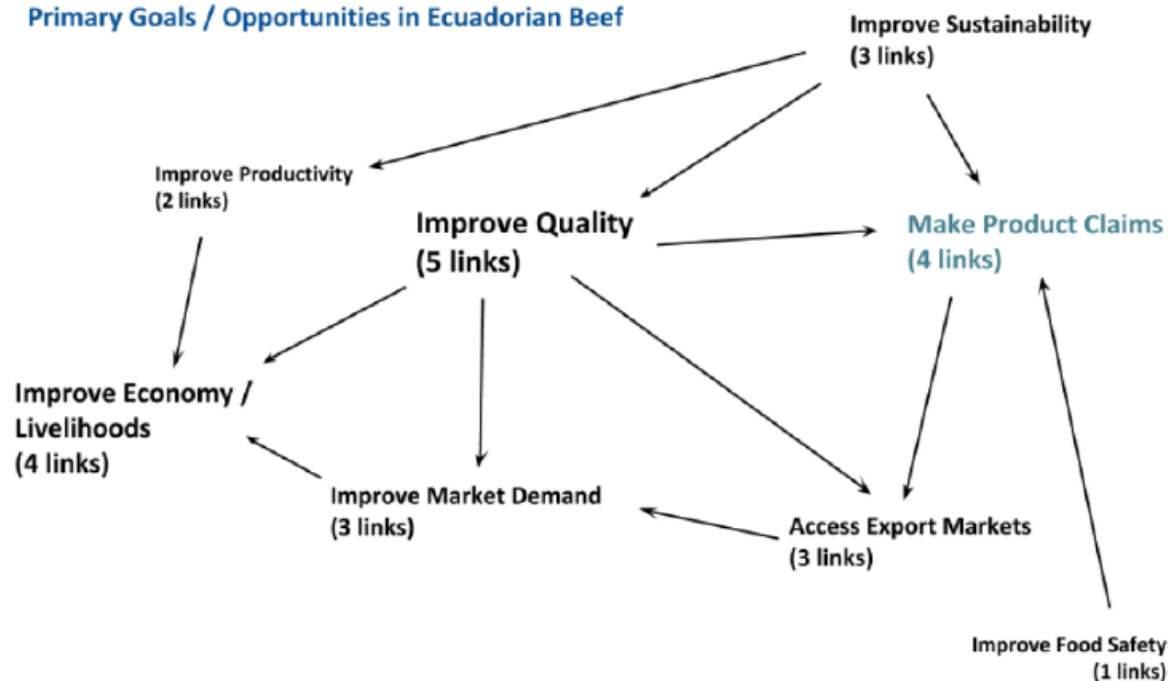 Primary Goals / Opportunities in Ecuadorian Beef
Improve Sustainability
(3 links)
Improve Productivity
(2 links)
Improve Quality
(5 links)
Make Product Claims
(4 links)
Improve Economy /
Livelihoods
(4 links)
Improve Market Demand
(3 links)
Access Export Markets
(3 links)
Improve Food Safety
(1 links)